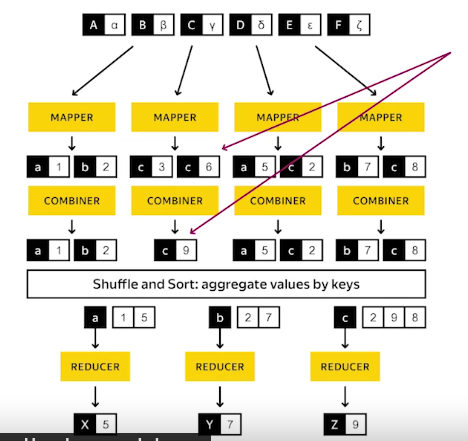 A α B β C γ D δ E ε F ζ
MAPPER MAPPER MAPPER MAPPER
a 1 b 2 c 3 c 6 a 5 c 2 b 7 c 8
COMBINER COMBINER COMBINER COMBINER
a 1 b 2 c 9 a 5 c 2 b 7 c 8
Shuffle and Sort: aggregate values by keys
a 1 5 b 2 7 c 2 9 8
REDUCER REDUCER REDUCER
X 5 Y 7 Z 9